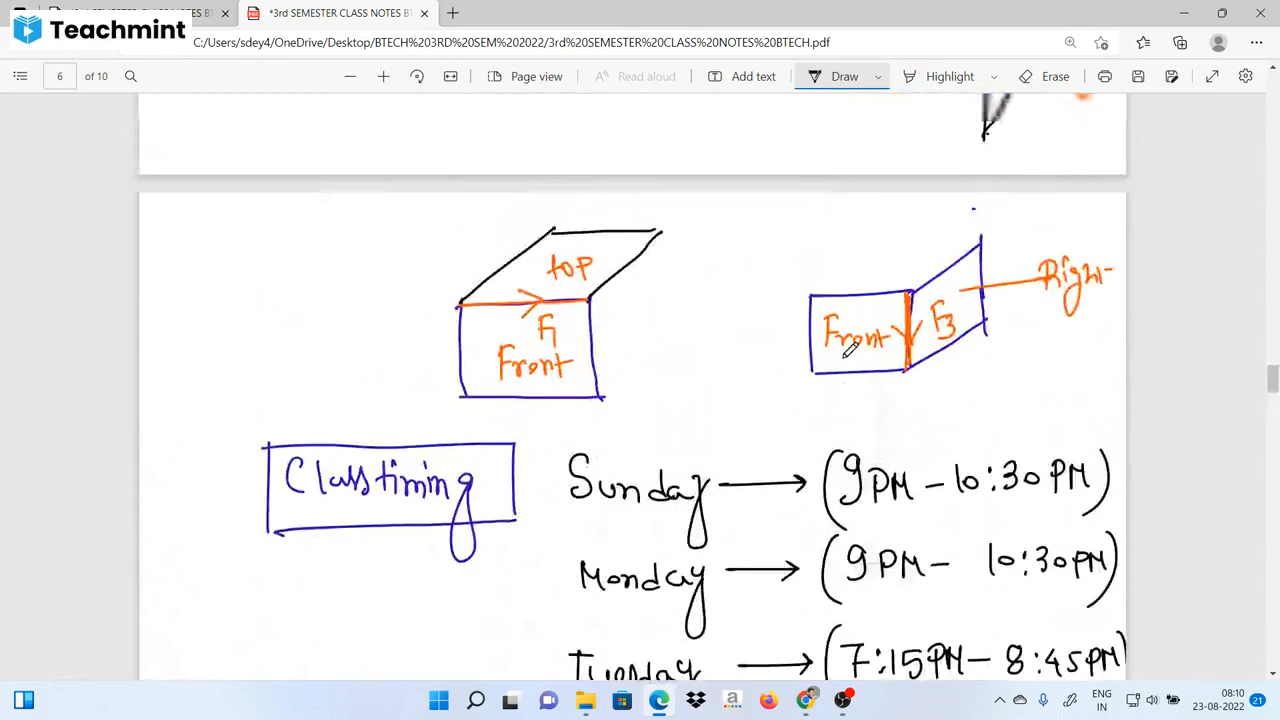 *3rd SEMESTER CLASS NOTES BT
Teachmint
C:/Users/sdey4/OneDrive/Desktop/BTECH%203RD%20SEM%202022/3rd%20SEMESTER%20CLASS%20NOTES%20BTECH.pdf
6 of 10 Page view Read aloud Add text Draw Highlight Erase
top
Right
F1
Front
Front F3
Class timing
Sunday (9PM - 10:30PM)
Monday (9PM - 10:30PM)
Tuesday (7:15PM - 8:45PM)
ENG 08:10
IN 23-08-2022 21